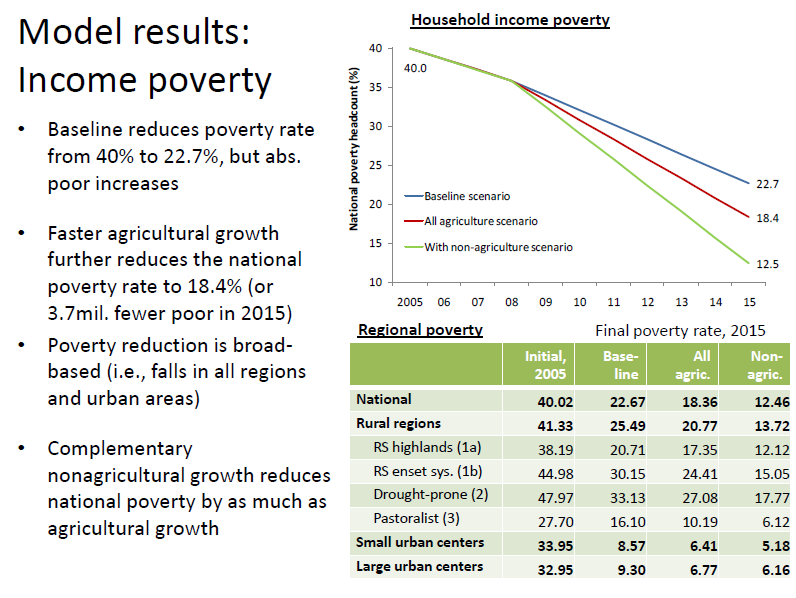 Model results:
Income poverty
• Baseline reduces poverty rate
from 40% to 22.7%, but abs.
poor increases
• Faster agricultural growth
further reduces the national
poverty rate to 18.4% (or
3.7mil. fewer poor in 2015)
• Poverty reduction is broad-
based (i.e., falls in all regions
and urban areas)
• Complementary
nonagricultural growth reduces
national poverty by as much as
agricultural growth
Household income poverty
National poverty headcount (%)
40
35
30
25
20
15
10
40.0
22.7
18.4
12.5
Baseline scenario
All agriculture scenario
With non-agriculture scenario
2005 06 07 08 09 10 11 12 13 14 15
Regional poverty Final poverty rate, 2015
Initial, Base- All Non-
2005 line agric. agric.
National 40.02 22.67 18.36 12.46
Rural regions 41.33 25.49 20.77 13.72
RS highlands (1a) 38.19 20.71 17.35 12.12
RS enset sys. (1b) 44.98 30.15 24.41 15.05
Drought-prone (2) 47.97 33.13 27.08 17.77
Pastoralist (3) 27.70 16.10 10.19 6.12
Small urban centers 33.95 8.57 6.41 5.18
Large urban centers 32.95 9.30 6.77 6.16